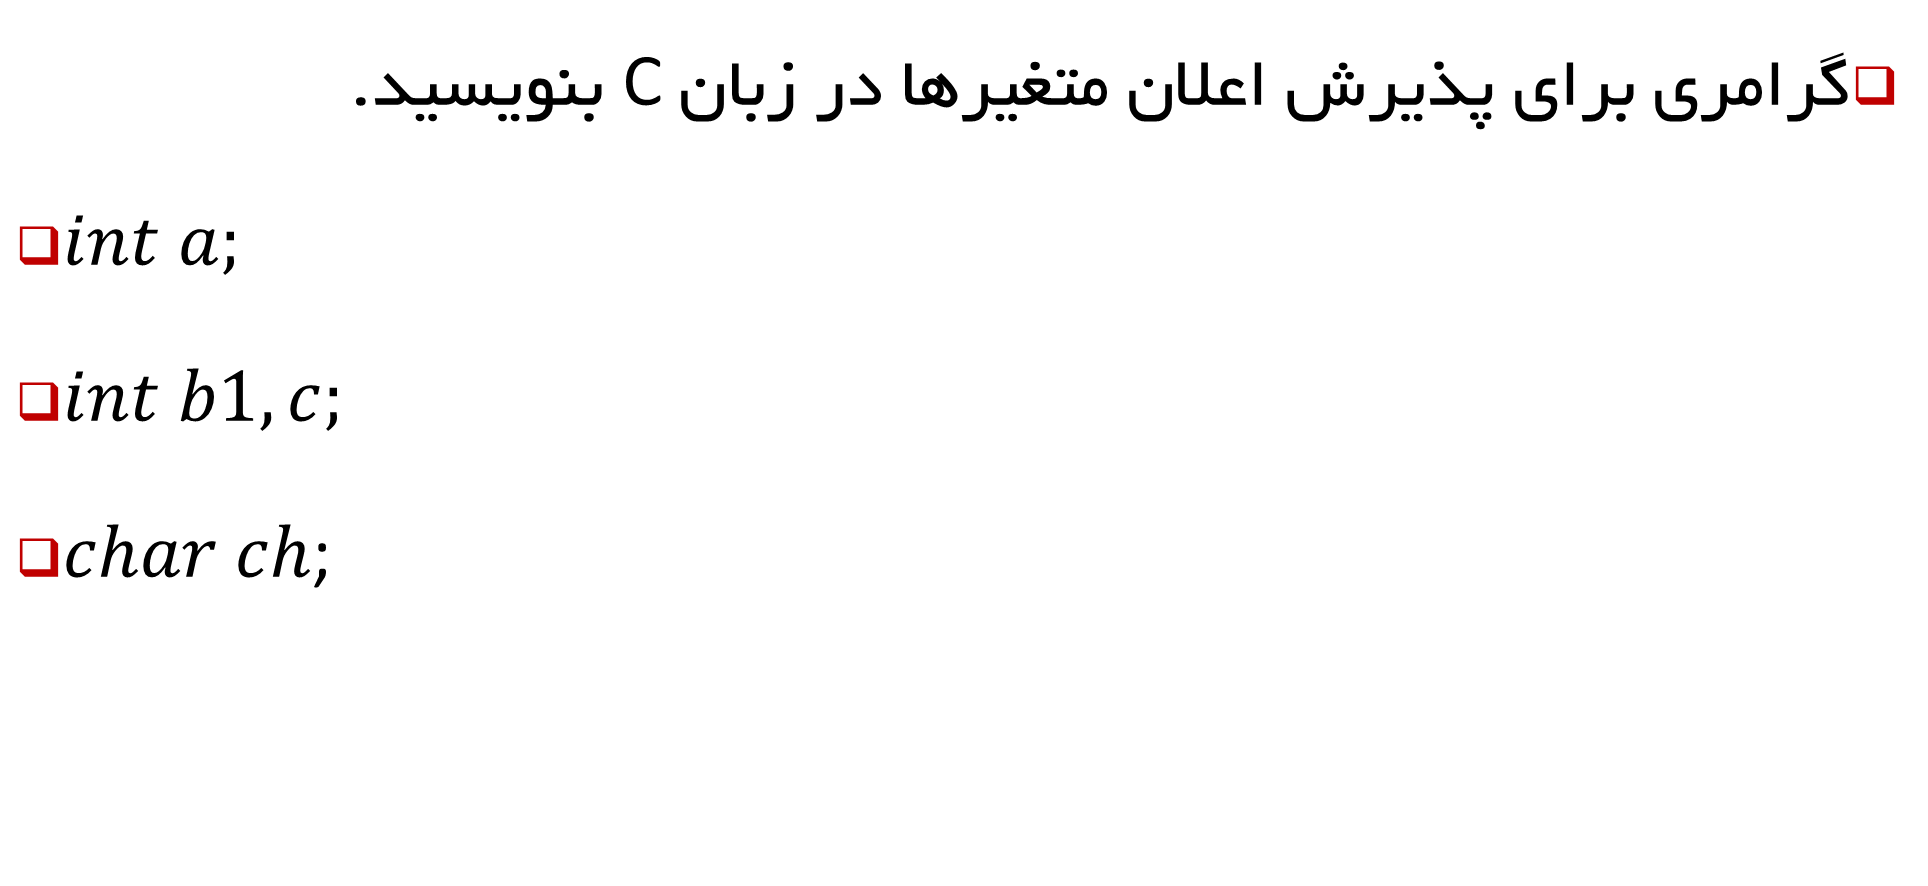 ❑گرامری برای پذیرش اعلان متغیرها در زبان C بنویسید.
❑int a;
❑int b1, c;
❑char ch;